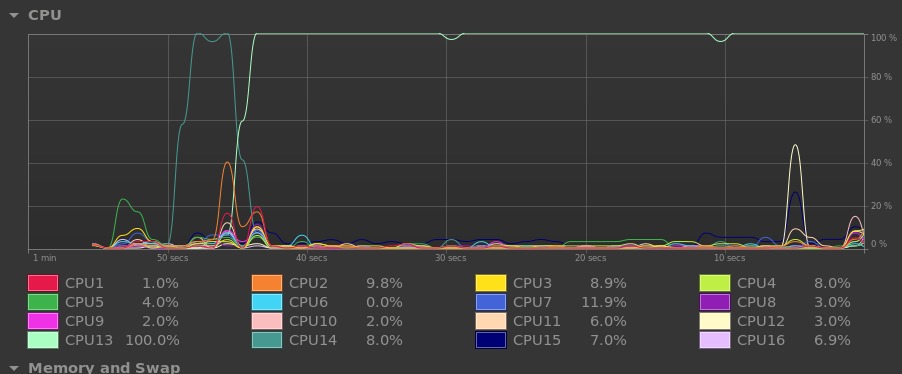 CPU
100 %
80 %
60 %
40 %
20 %
0 %
1 min 50 secs 40 secs 30 secs 20 secs 10 secs
CPU1 1.0% CPU2 9.8% CPU3 8.9% CPU4 8.0%
CPU5 4.0% CPU6 0.0% CPU7 11.9% CPU8 3.0%
CPU9 2.0% CPU10 2.0% CPU11 6.0% CPU12 3.0%
CPU13 100.0% CPU14 8.0% CPU15 7.0% CPU16 6.9%
Memory and Swap